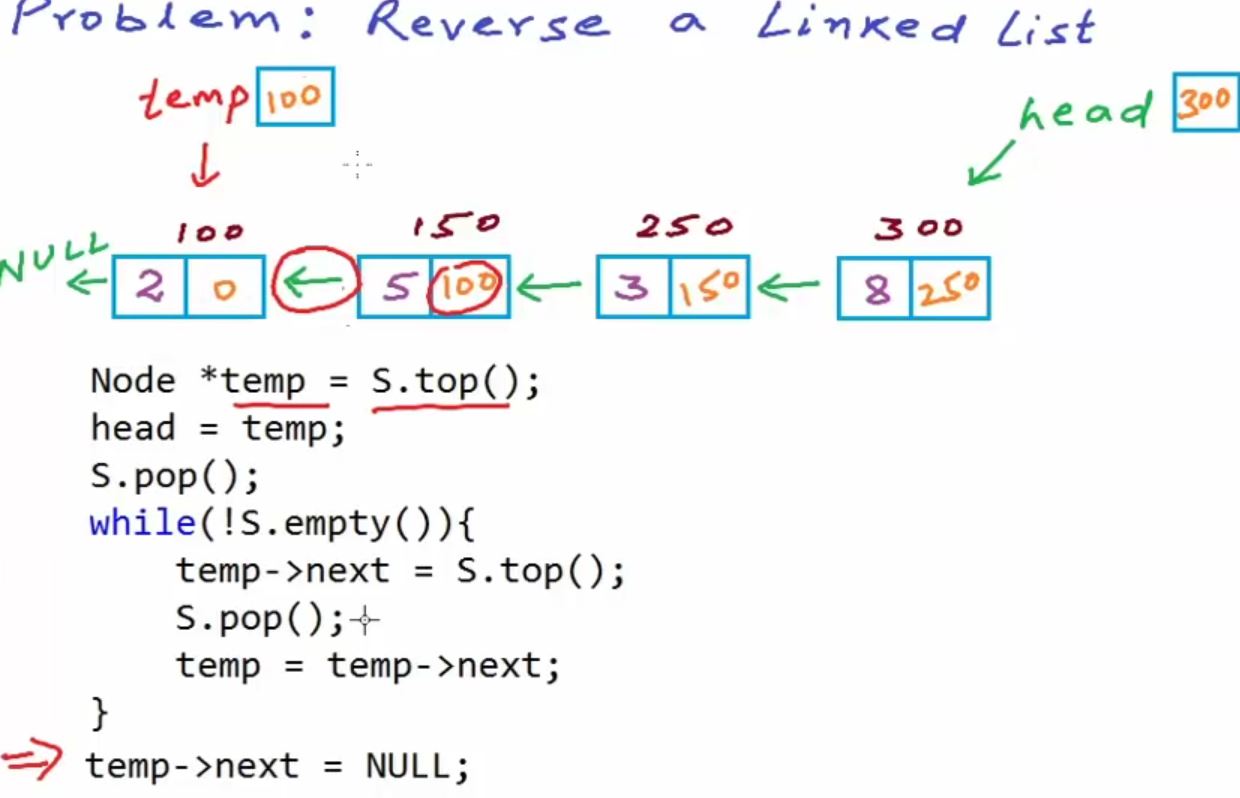 Problem: Reverse a Linked List
temp 100
head 300
100 150 250 300
NULL 2 0 5 100 3 150 8 250
Node *temp = S.top();
head = temp;
S.pop();
while(!S.empty()){
temp->next = S.top();
S.pop();
temp = temp->next;
}
temp->next = NULL;